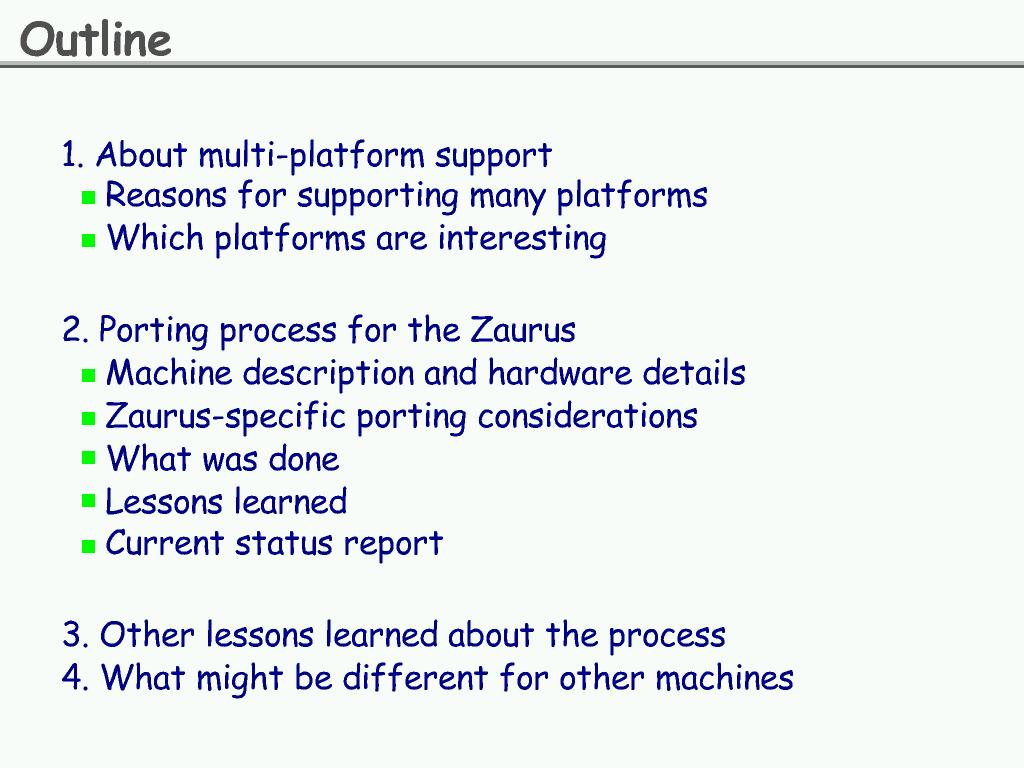 Outline
1. About multi-platform support
Reasons for supporting many platforms
Which platforms are interesting
2. Porting process for the Zaurus
Machine description and hardware details
Zaurus-specific porting considerations
What was done
Lessons learned
Current status report
3. Other lessons learned about the process
4. What might be different for other machines